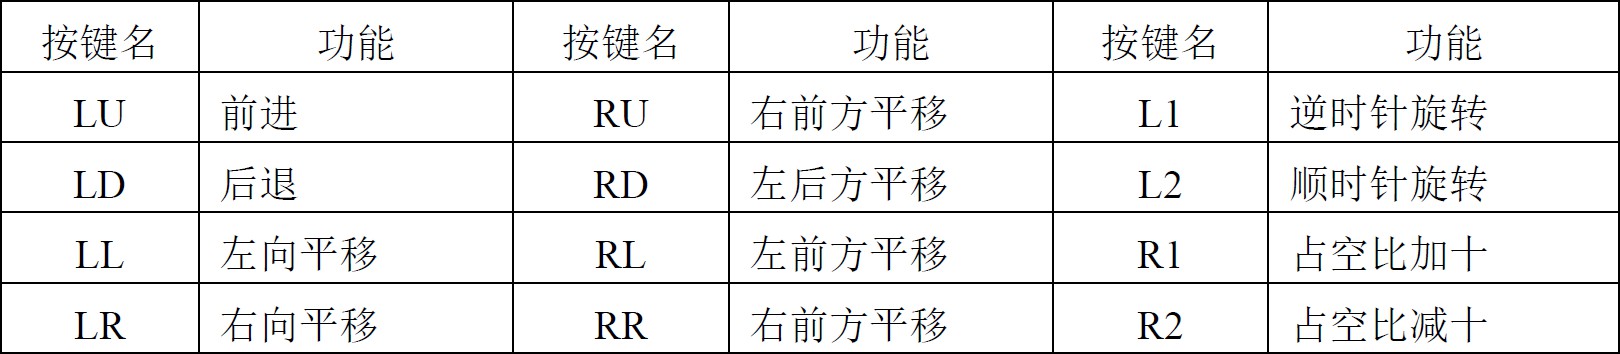 按键名 功能 按键名 功能 按键名 功能
LU 前进 RU 右前方平移 L1 逆时针旋转
LD 后退 RD 左后方平移 L2 顺时针旋转
LL 左向平移 RL 左前方平移 R1 占空比加十
LR 右向平移 RR 右前方平移 R2 占空比减十